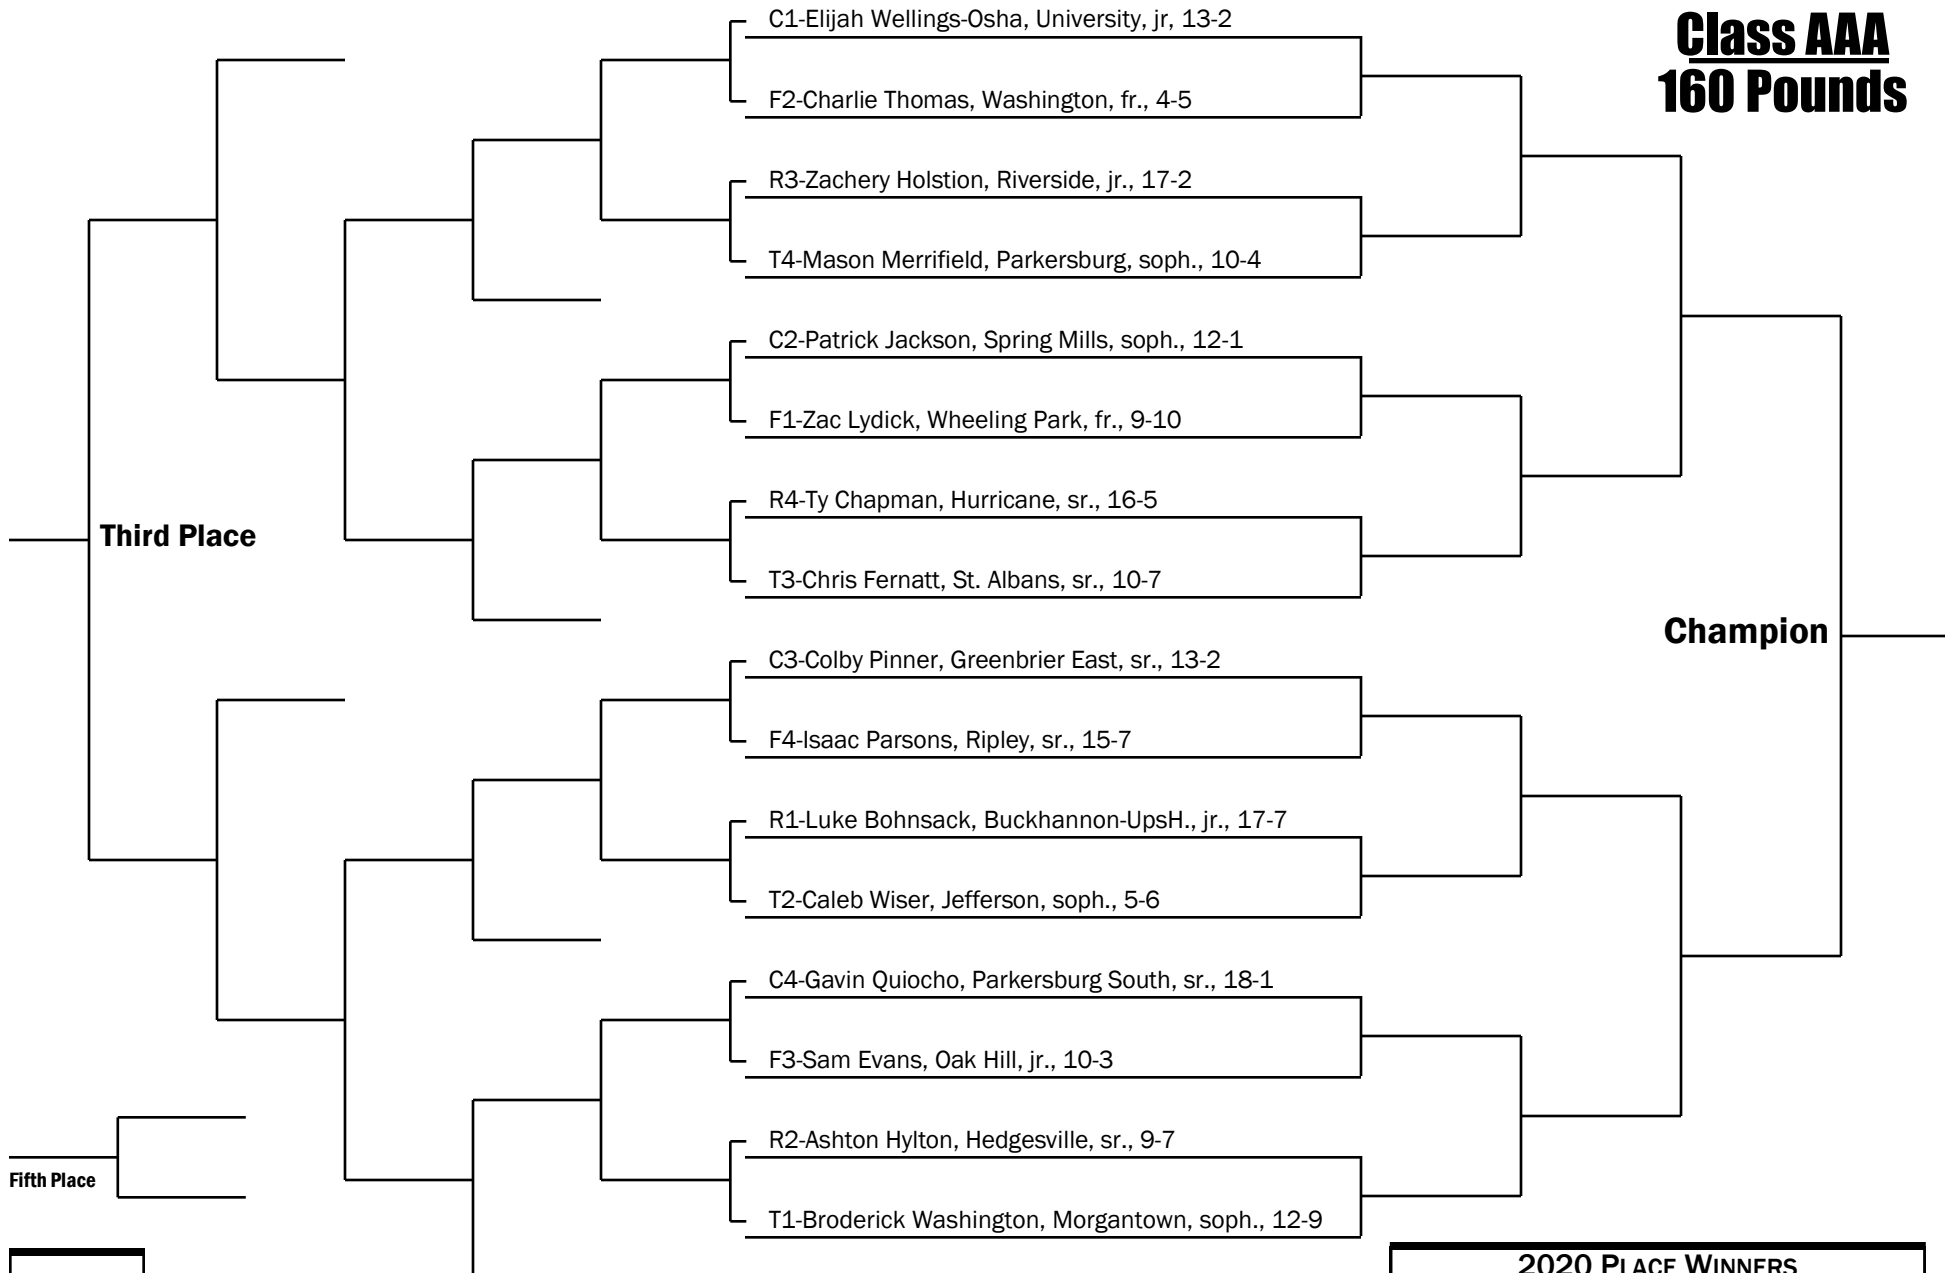 Class AAA
160 Pounds
C1-Elijah Wellings-Osha, University, jr, 13-2
F2-Charlie Thomas, Washington, fr., 4-5
R3-Zachery Holstion, Riverside, jr., 17-2
T4-Mason Merrifield, Parkersburg, soph., 10-4
C2-Patrick Jackson, Spring Mills, soph., 12-1
F1-Zac Lydick, Wheeling Park, fr., 9-10
R4-Ty Chapman, Hurricane, sr., 16-5
Third Place
T3-Chris Fernatt, St. Albans, sr., 10-7
Champion
C3-Colby Pinner, Greenbrier East, sr., 13-2
F4-Isaac Parsons, Ripley, sr., 15-7
R1-Luke Bohnsack, Buckhannon-UpsH., jr., 17-7
T2-Caleb Wiser, Jefferson, soph., 5-6
C4-Gavin Quiocho, Parkersburg South, sr., 18-1
F3-Sam Evans, Oak Hill, jr., 10-3
R2-Ashton Hylton, Hedgesville, sr., 9-7
Fifth Place
T1-Broderick Washington, Morgantown, soph., 12-9
2020 PLACE WINNERS